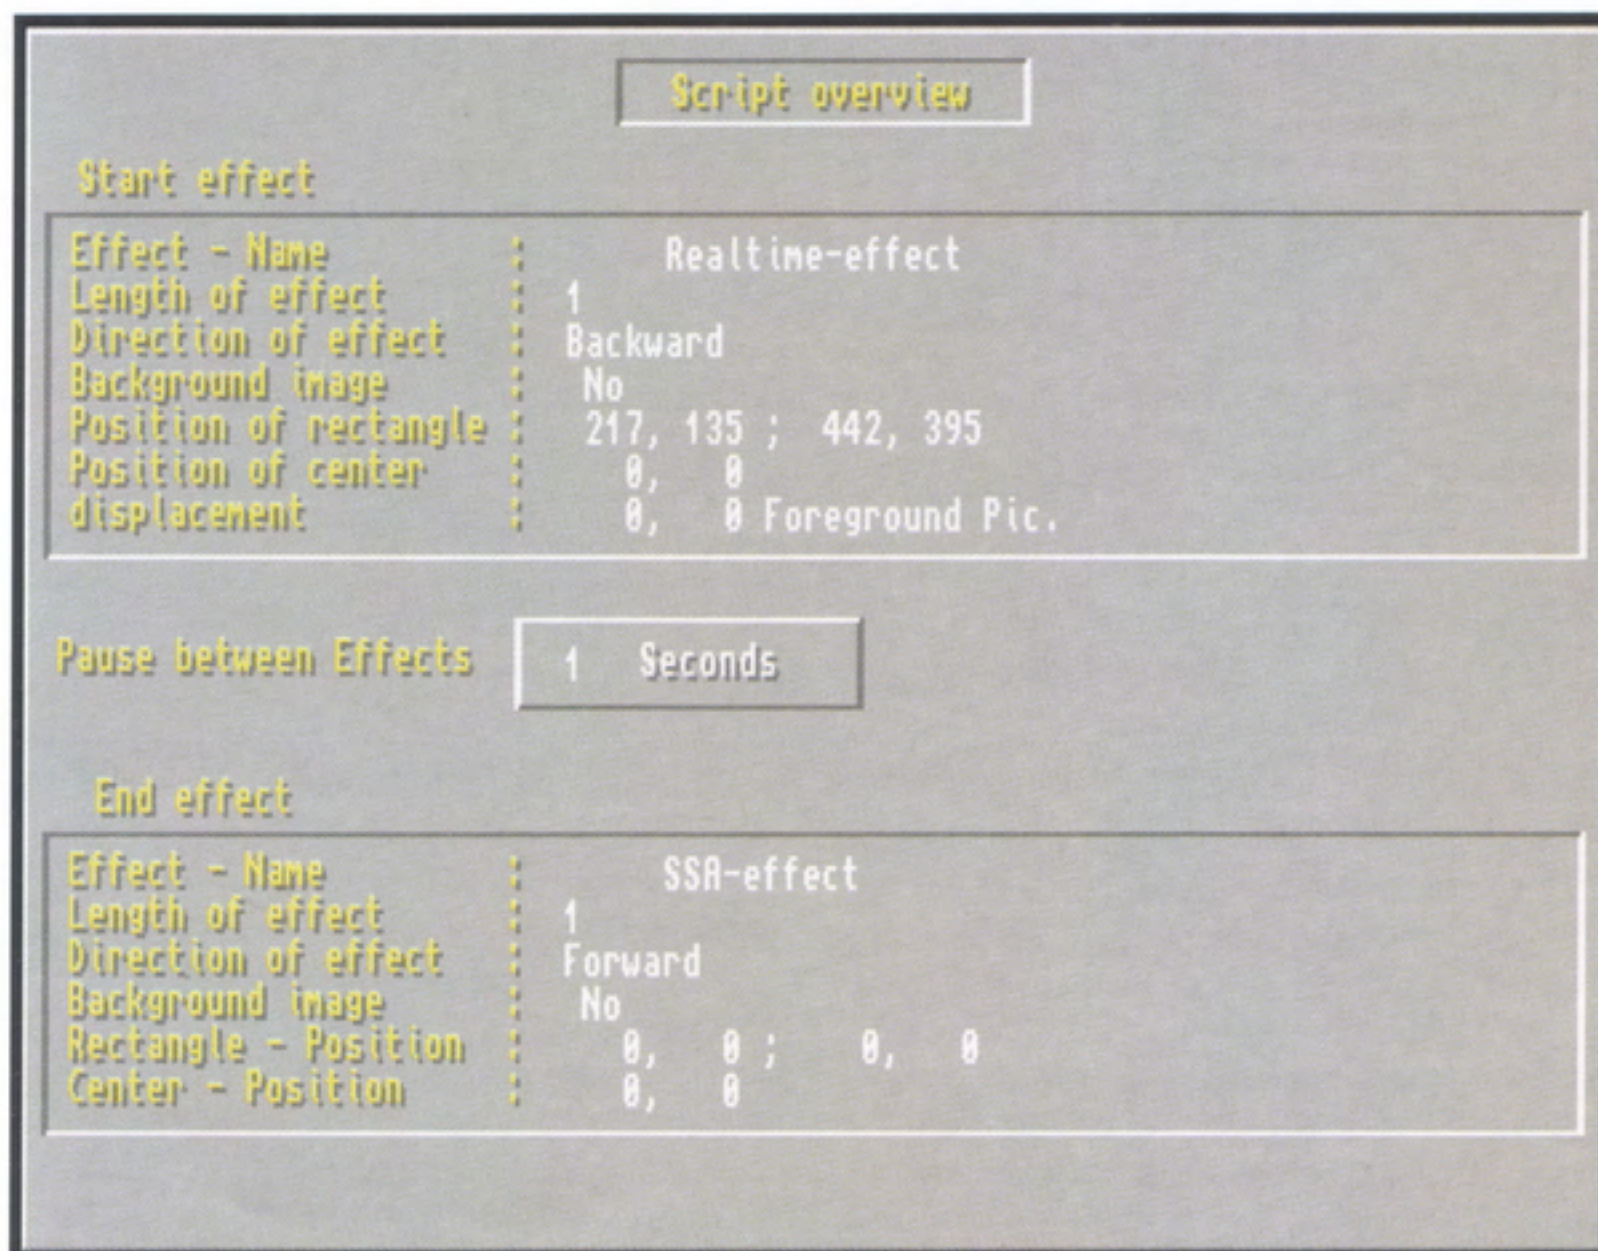 Script overview
Start effect
Effect - Name : Realtime-effect
Length of effect : 1
Direction of effect : Backward
Background image : No
Position of rectangle : 217, 135 ; 442, 395
Position of center : 0, 0
displacement : 0, 0 Foreground Pic.
Pause between Effects 1 Seconds
End effect
Effect - Name : SSA-effect
Length of effect : 1
Direction of effect : Forward
Background image : No
Rectangle - Position : 0, 0 ; 0, 0
Center - Position : 0, 0